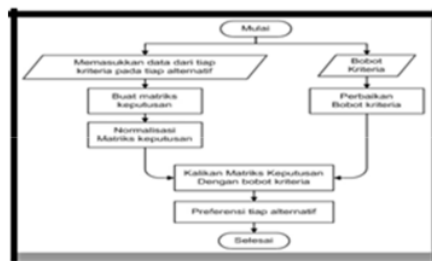 Mulai
Memasukkan data dari tiap
kriteria pada tiap alternatif
Bobot
Kriteria
Buat matriks
keputusan
Perbaikan
Bobot kriteria
Normalisasi
Matriks keputusan
Kalikan Matriks Keputusan
Dengan bobot kriteria
Preferensi tiap alternatif
Selesai